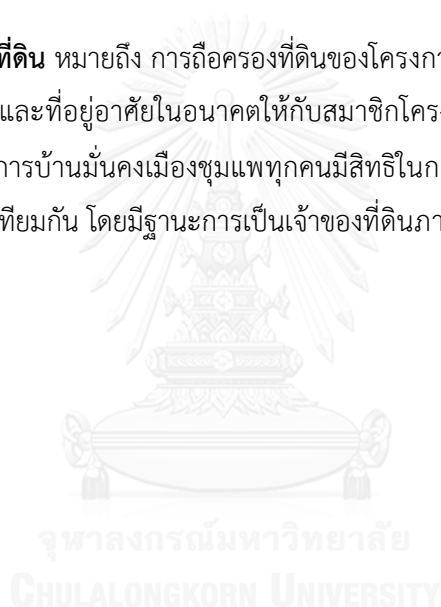 ที่ดิน หมายถึง การถือครองที่ดินของโครงกา
และที่อยู่อาศัยในอนาคตให้กับสมาชิกโครง
การบ้านมั่นคงเมืองชุมแพทุกคนมีสิทธิในก
เทียมกัน โดยมีฐานะการเป็นเจ้าของที่ดินภา
จุฬาลงกรณ์มหาวิทยาลัย
CHULALONGKORN UNIVERSITY